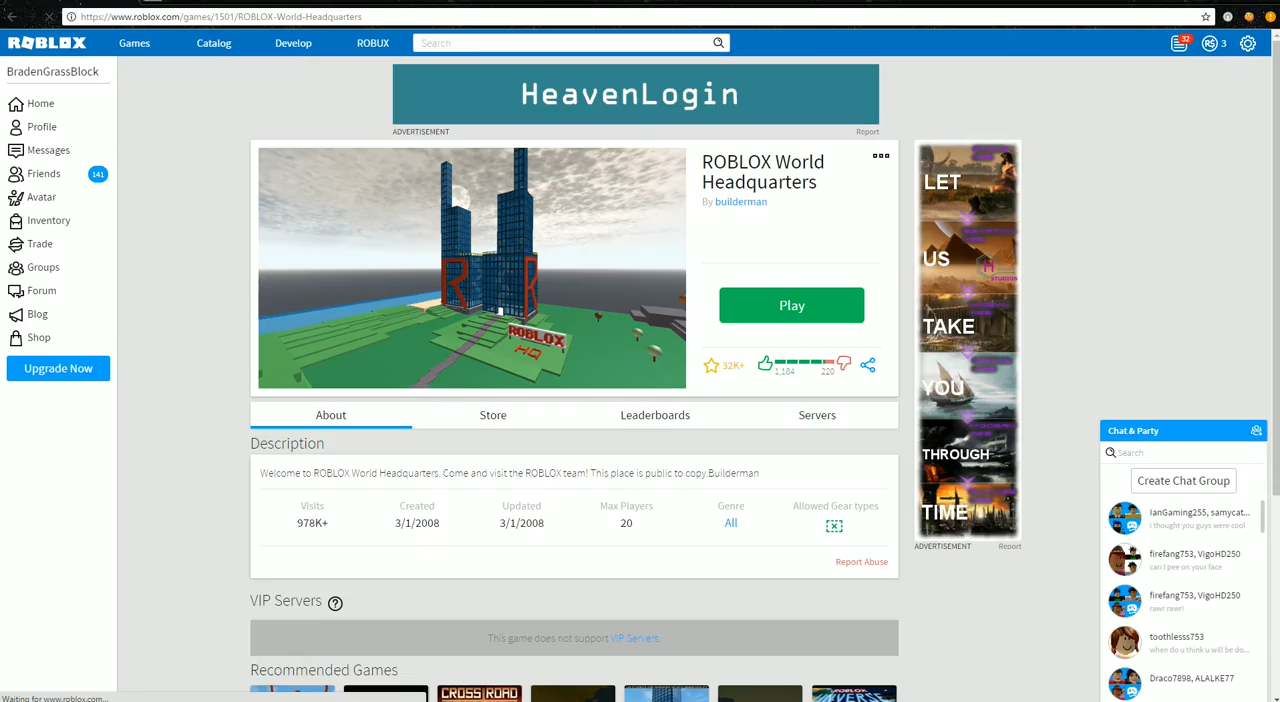 https://www.roblox.com/games/1501/ROBLOX-World-Headquarters
ROBLOX Games Catalog Develop ROBUX Search 32 R$ 3
BradenGrassBlock
Home
Profile
Messages
Friends 141
Avatar
Inventory
Trade
Groups
Forum
Blog
Shop
Upgrade Now
HeavenLogin
ADVERTISEMENT Report
R R
ROBLOX
HQ
ROBLOX World
Headquarters
By builderman
Play
32K+ 1,184 220
LET
US
STUDIOS
TAKE
YOU
THROUGH
TIME
ADVERTISEMENT Report
About Store Leaderboards Servers
Description
Welcome to ROBLOX World Headquarters. Come and visit the ROBLOX team! This place is public to copy.Builderman
Visits Created Updated Max Players Genre Allowed Gear types
978K+ 3/1/2008 3/1/2008 20 All
Report Abuse
VIP Servers ?
This game does not support VIP Servers.
Recommended Games
CROSS ROAD
ROBLOX
Chat & Party
Search
Create Chat Group
IanGaming255, samycat...
i thought you guys were cool
firefang753, VigoHD250
can I pee on your face
firefang753, VigoHD250
rawr rawr!
toothlesss753
when do u think u will be do...
Draco7898, ALALKE77
Waiting for www.roblox.com...